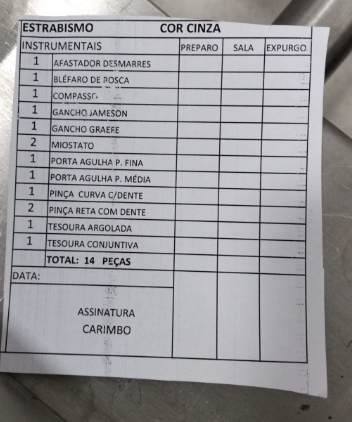 ESTRABISMO COR CINZA
INSTRUMENTAIS PREPARO SALA EXPURGO
1 AFASTADOR DESMARRES
1 BLÉFARO DE ROSCA
1 COMPASSO
1 GANCHO JAMESON
1 GANCHO GRAEFE
2 MIOSTATO
1 PORTA AGULHA P. FINA
1 PORTA AGULHA P. MÉDIA
1 PINÇA CURVA C/DENTE
2 PINÇA RETA COM DENTE
1 TESOURA ARGOLADA
1 TESOURA CONJUNTIVA
TOTAL: 14 PEÇAS
DATA:
ASSINATURA
CARIMBO